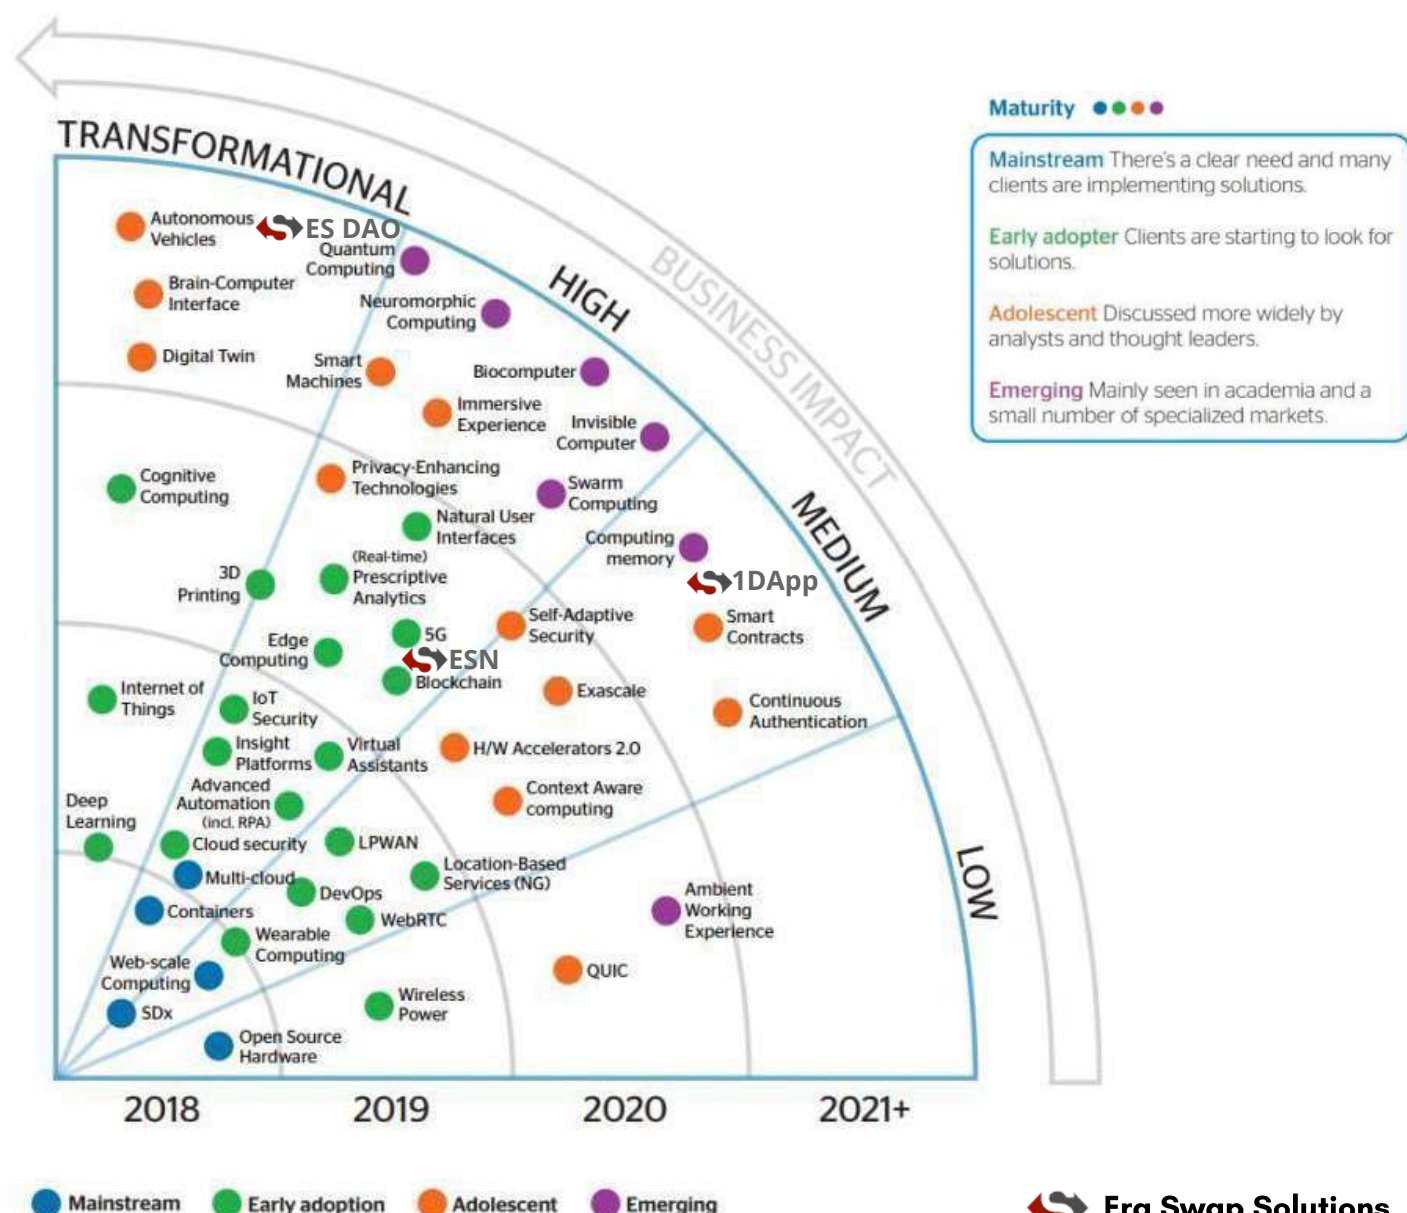 TRANSFORMATIONAL
HIGH
MEDIUM
LOW
BUSINESS IMPACT
Maturity
Mainstream There's a clear need and many
clients are implementing solutions.
Early adopter Clients are starting to look for
solutions.
Adolescent Discussed more widely by
analysts and thought leaders.
Emerging Mainly seen in academia and a
small number of specialized markets.
Autonomous
Vehicles
ES DAO
Quantum
Computing
Brain-Computer
Interface
Neuromorphic
Computing
Digital Twin
Smart
Machines
Biocomputer
Immersive
Experience
Invisible
Computer
Cognitive
Computing
Privacy-Enhancing
Technologies
Swarm
Computing
Natural User
Interfaces
Computing
memory
1DApp
3D
Printing
(Real-time)
Prescriptive
Analytics
Self-Adaptive
Security
Smart
Contracts
Edge
Computing
5G
ESN
Blockchain
Exascale
Continuous
Authentication
Internet of
Things
IoT
Security
Insight
Platforms
Virtual
Assistants
H/W Accelerators 2.0
Advanced
Automation
(incl. RPA)
Context Aware
computing
Deep
Learning
Cloud security
LPWAN
Location-Based
Services (NG)
Multi-cloud
DevOps
Containers
WebRTC
Ambient
Working
Experience
Wearable
Computing
Web-scale
Computing
QUIC
SDx
Wireless
Power
Open Source
Hardware
2018
2019
2020
2021+
Mainstream
Early adoption
Adolescent
Emerging
Era Swap Solutions